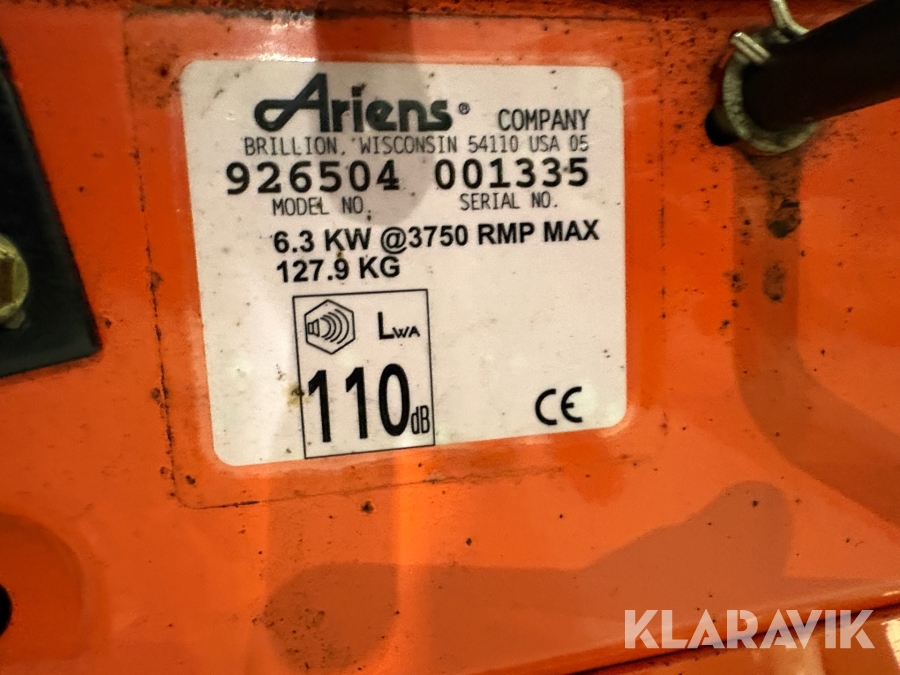 Ariens® COMPANY
BRILLION, WISCONSIN 54110 USA 05
926504 001335
MODEL NO. SERIAL NO.
6.3 KW @3750 RMP MAX
127.9 KG
LWA
110dB
CE
KLARAVIK